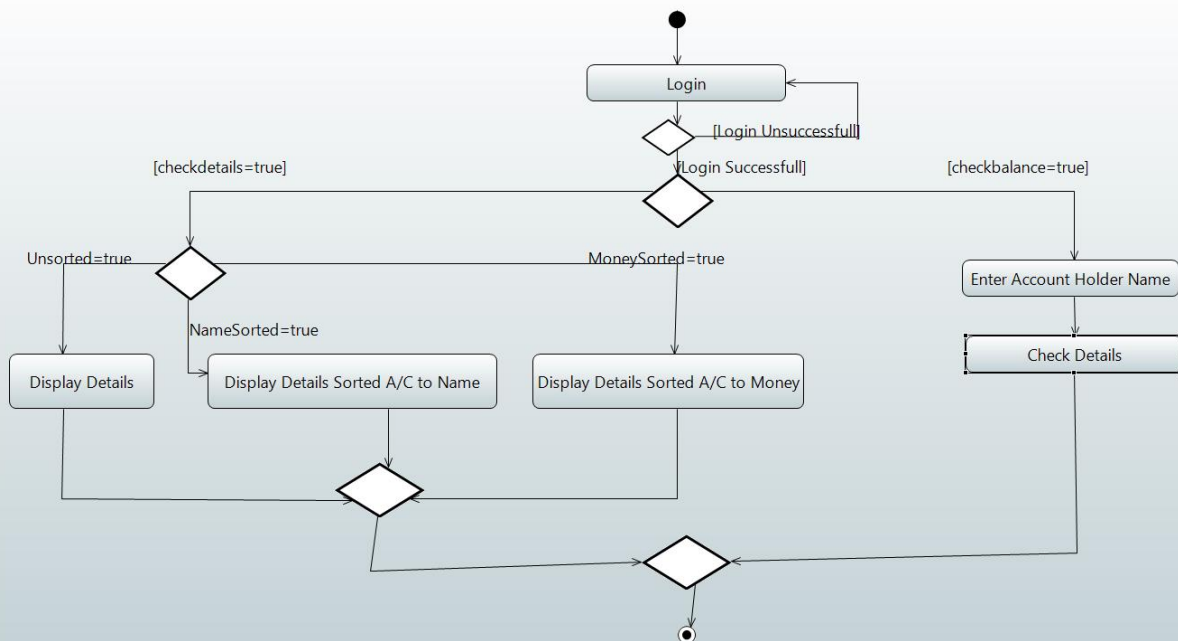 Login
[Login Unsuccessfull]
[checkdetails=true]
[Login Successfull]
[checkbalance=true]
Unsorted=true
MoneySorted=true
Enter Account Holder Name
NameSorted=true
Check Details
Display Details
Display Details Sorted A/C to Name
Display Details Sorted A/C to Money